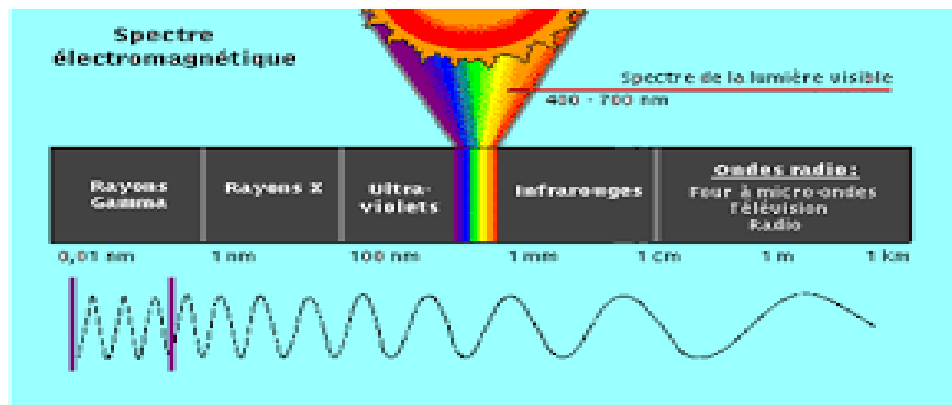 Spectre
électromagnétique
Spectre de la lumière visible
400 - 700 nm
Rayons
Gamma
Rayons X
Ultra-
violets
Infrarouges
Ondes radio :
Four à micro-ondes
Télévision
Radio
0,01 nm
1 nm
100 nm
1 mm
1 cm
1 m
1 km